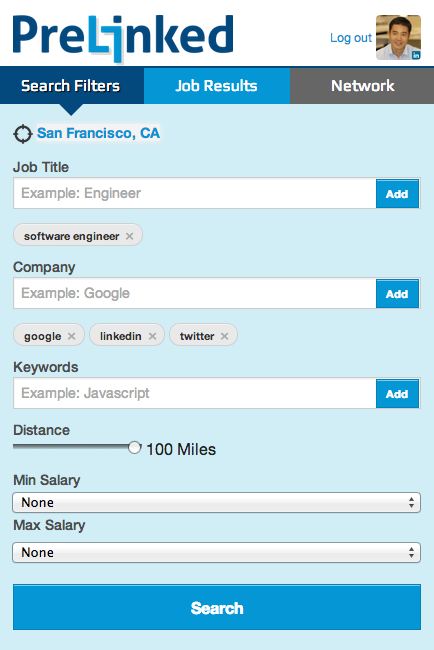 PreLinked
Log out
in
Search Filters Job Results Network
San Francisco, CA
Job Title
Example: Engineer Add
software engineer ×
Company
Example: Google Add
google × linkedin × twitter ×
Keywords
Example: Javascript Add
Distance
100 Miles
Min Salary
None
Max Salary
None
Search